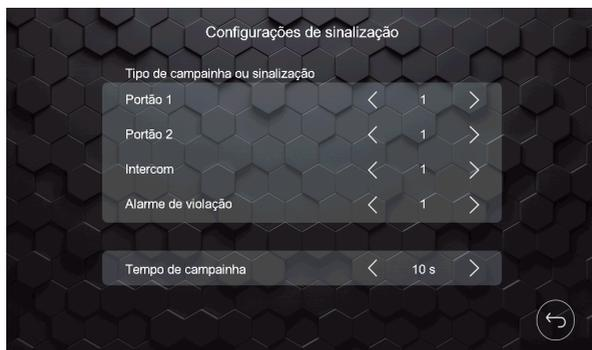 Configurações de sinalização
Tipo de campainha ou sinalização
Portão 1 1
Portão 2 1
Intercom 1
Alarme de violação 1
Tempo de campainha 10 s